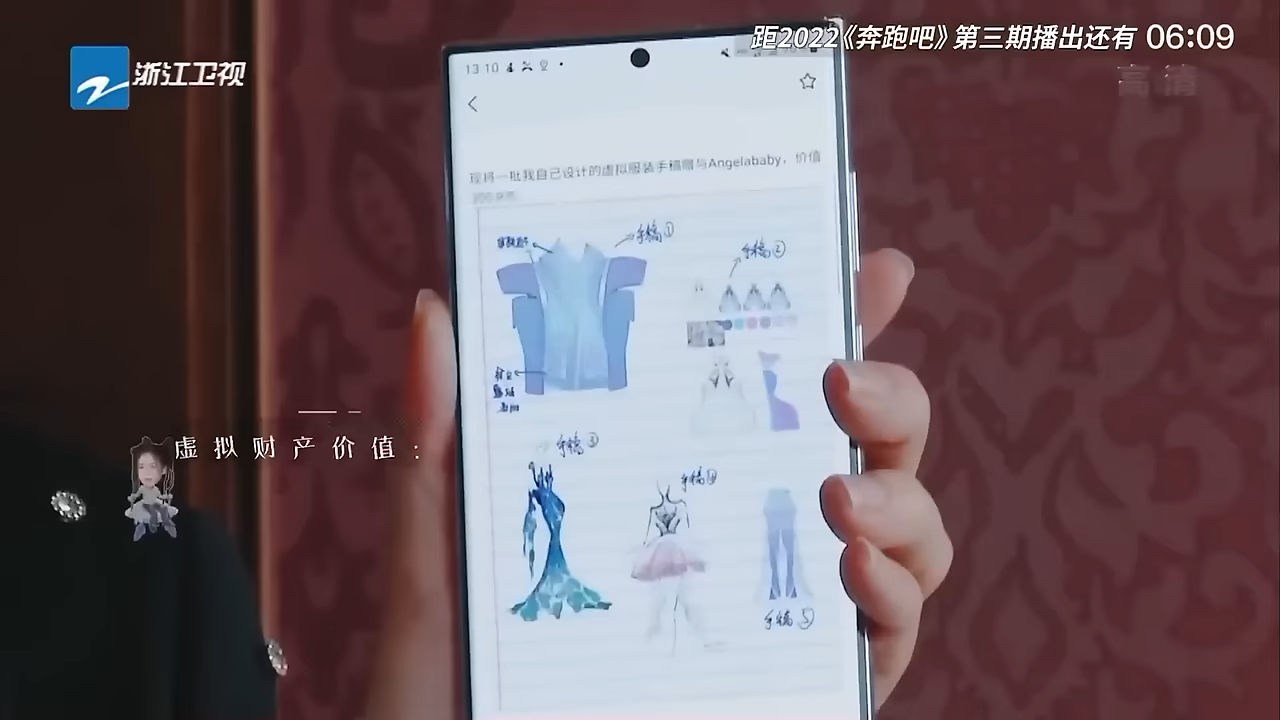 距2022《奔跑吧》第三期播出还有 06:09
浙江卫视
高清
13 10
现将一批我自己设计的虚拟服装手稿赠与Angelababy，价值
手稿①
手稿②
手稿③
手稿④
手稿⑤
虚拟财产价值：